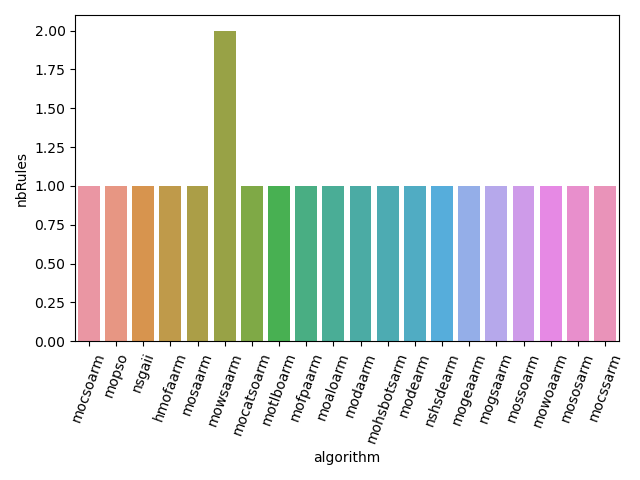 2.00
1.75
1.50
1.25
1.00
0.75
0.50
0.25
0.00
nbRules
mocsoarm
mopso
nsgaii
hmofaarm
mosaarm
mowsaarm
mocatsoarm
motlboarm
mofpaarm
moaloarm
modaarm
mohsbotsarm
modearm
nshsdearm
mogeaarm
mogsaarm
mossoarm
mowoaarm
mososarm
mocssarm
algorithm